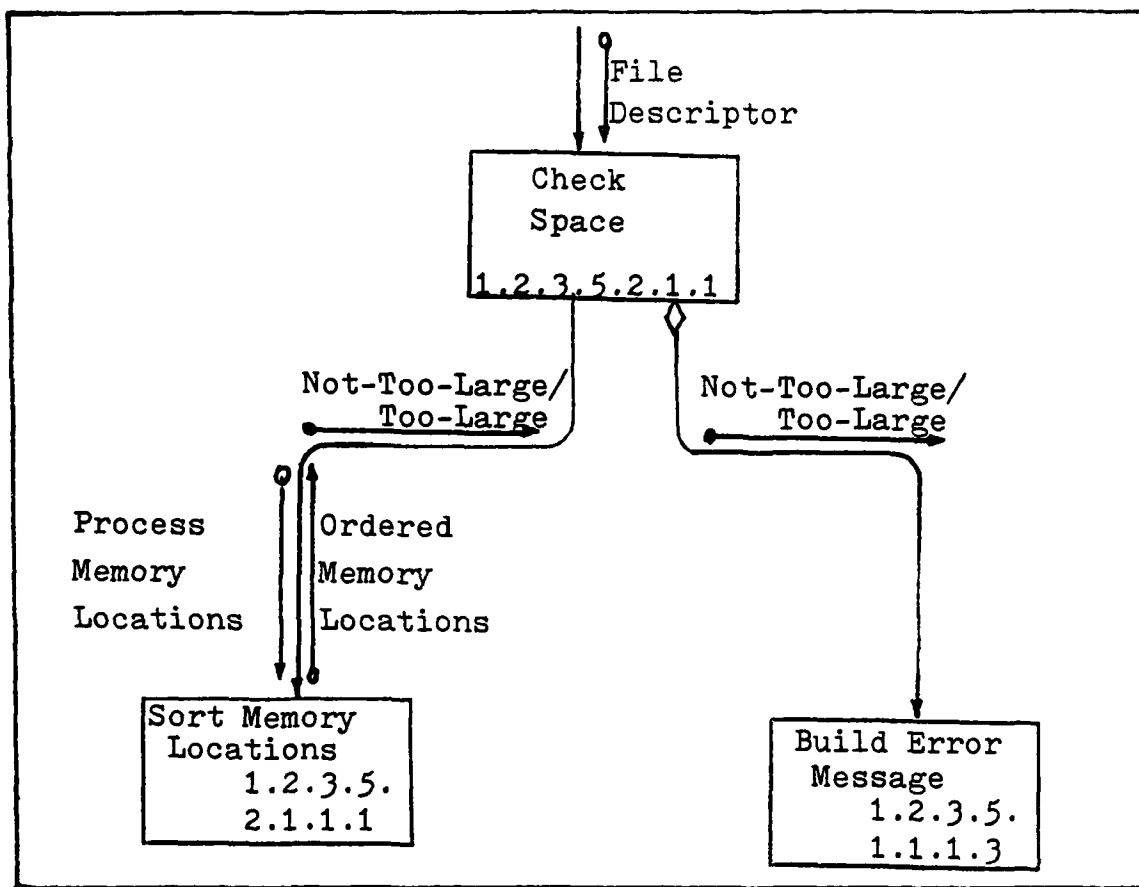 File
Descriptor
Check
Space
1.2.3.5.2.1.1
Not-Too-Large/
Too-Large
Not-Too-Large/
Too-Large
Process
Memory
Locations
Ordered
Memory
Locations
Sort Memory
Locations
1.2.3.5.
2.1.1.1
Build Error
Message
1.2.3.5.
1.1.1.3